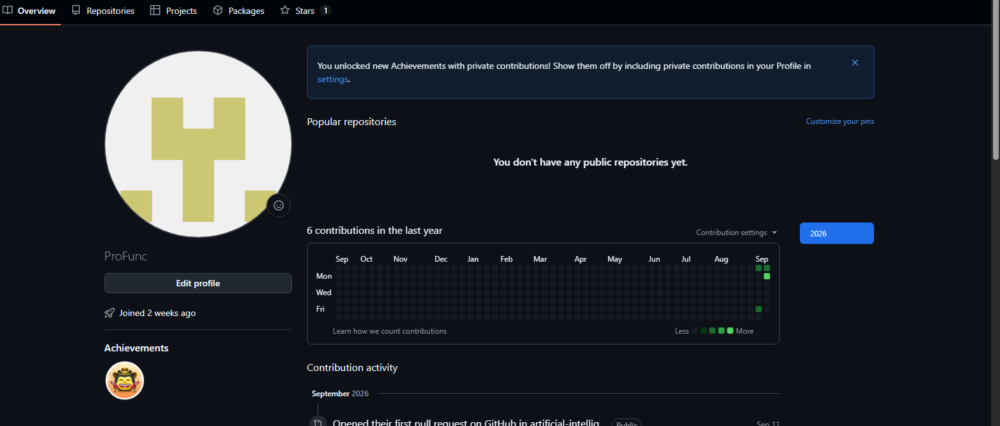 Overview
Repositories
Projects
Packages
Stars 1
You unlocked new Achievements with private contributions! Show them off by including private contributions in your Profile in
settings.
Popular repositories
Customize your pins
You don't have any public repositories yet.
6 contributions in the last year
Contribution settings
2026
Sep Oct Nov Dec Jan Feb Mar Apr May Jun Jul Aug Sep
Mon
Wed
Fri
Learn how we count contributions
Less
More
ProFunc
Edit profile
Joined 2 weeks ago
Achievements
Contribution activity
September 2026
Opened their first pull request on GitHub in artificial-intellig
Public
Sep 11